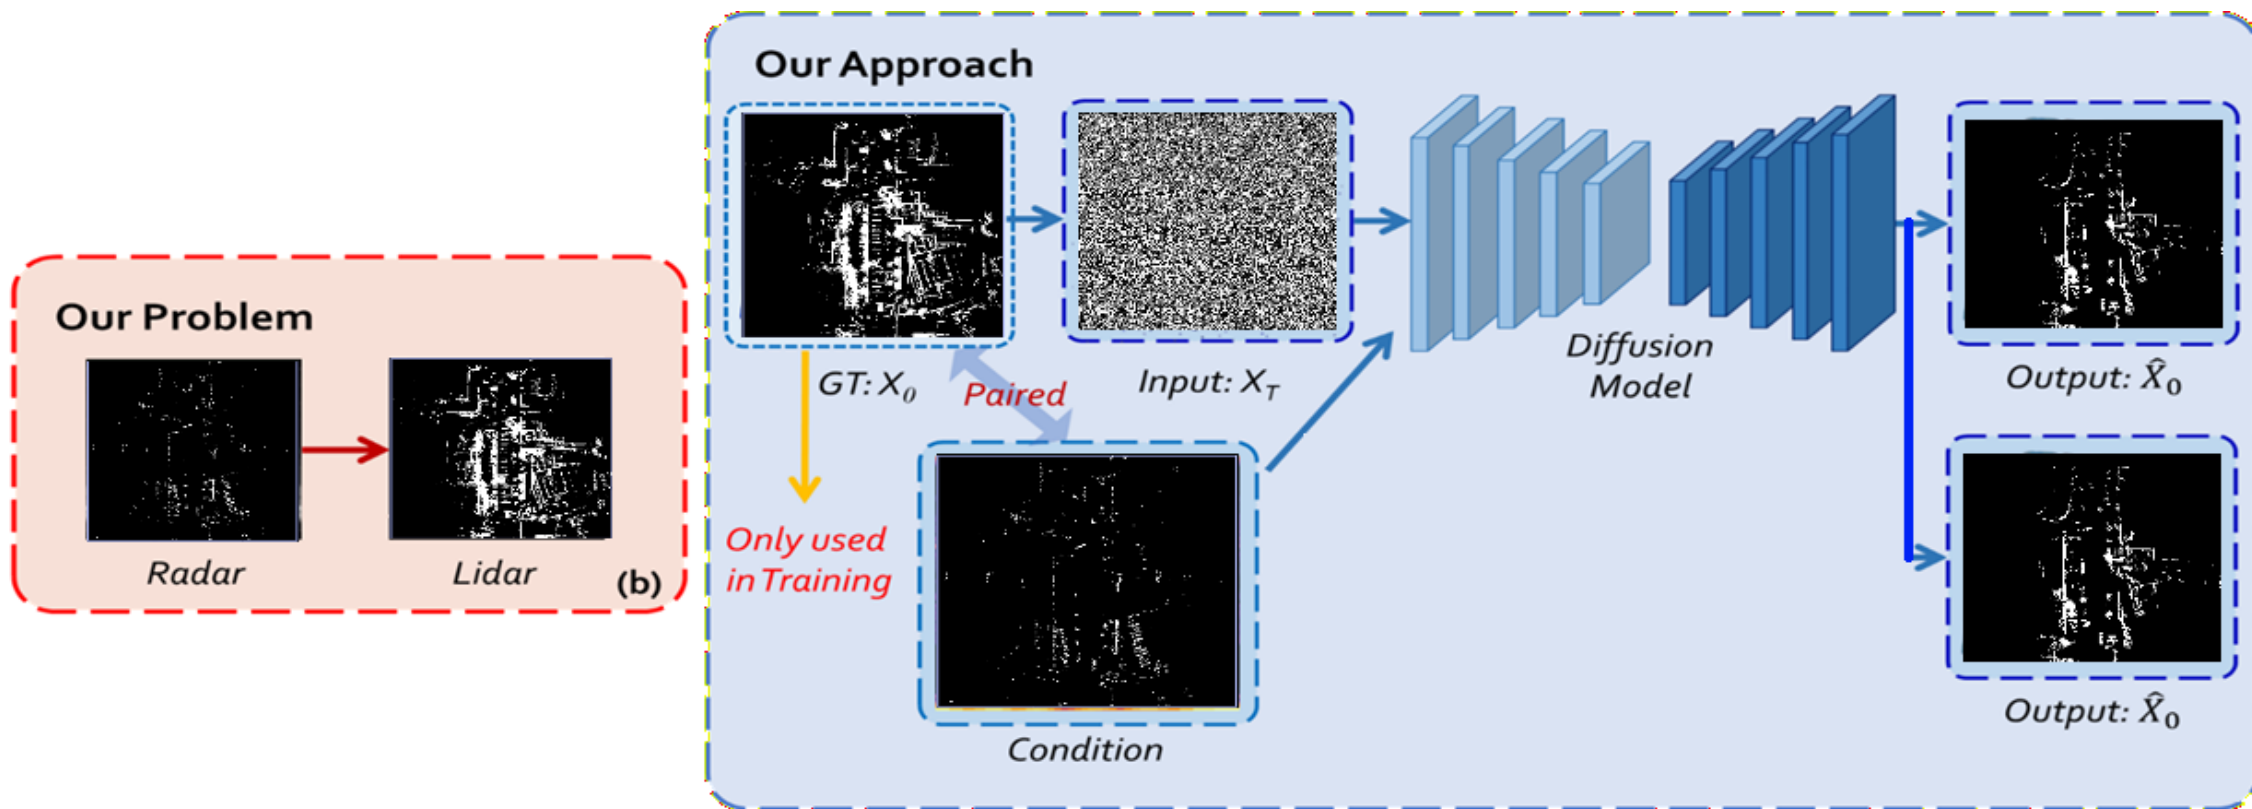 Our Problem
Radar
Lidar
(b)
Our Approach
GT: X₀
Paired
Input: X_T
Only used
in Training
Condition
Diffusion
Model
Output: X̂₀
Output: X̂₀